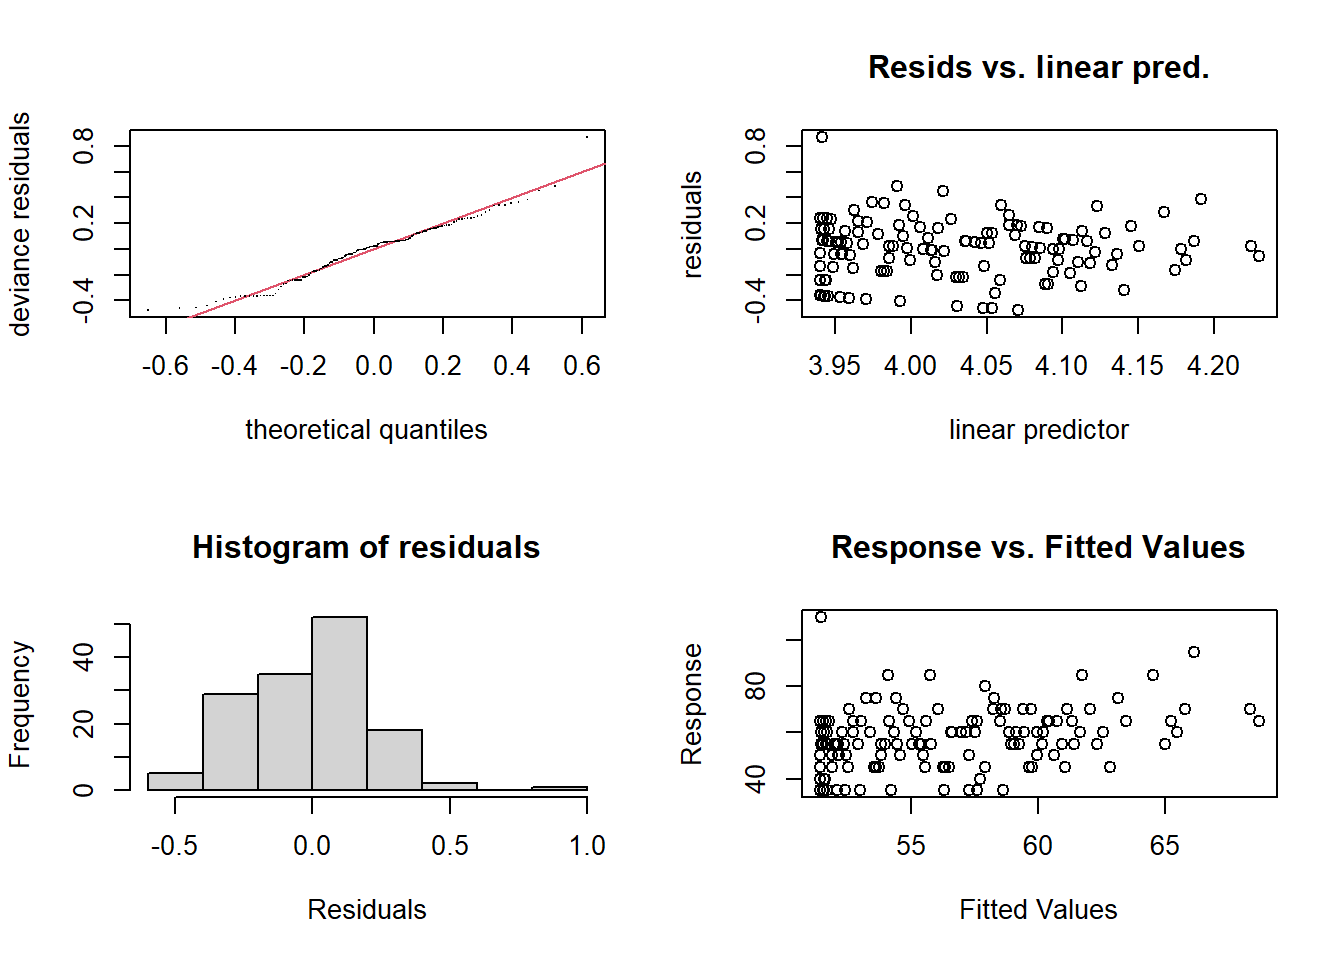 deviance residuals
-0.4 0.2 0.8
-0.6 -0.4 -0.2 0.0 0.2 0.4 0.6
theoretical quantiles
Resids vs. linear pred.
residuals
-0.4 0.2 0.8
3.95 4.00 4.05 4.10 4.15 4.20
linear predictor
Histogram of residuals
Frequency
0 20 40
-0.5 0.0 0.5 1.0
Residuals
Response vs. Fitted Values
Response
40 80
55 60 65
Fitted Values